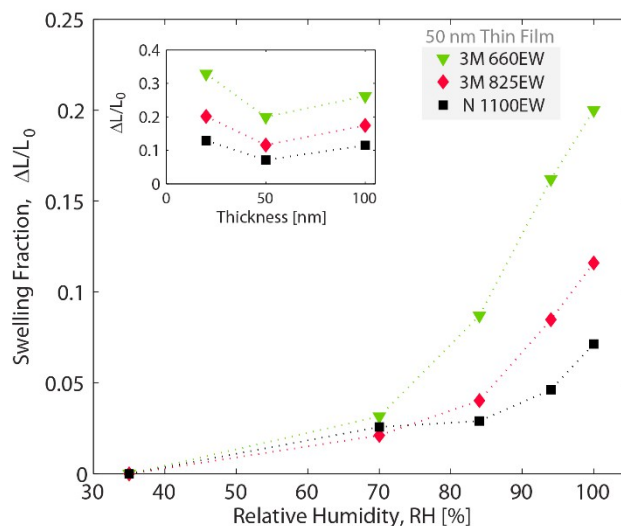 50 nm Thin Film
3M 660EW
3M 825EW
N 1100EW
0.4
0.3
0.2
0.1
0
ΔL/L0
0 50 100
Thickness [nm]
0.2
0.15
0.1
0.05
0
Swelling Fraction, ΔL/L0
30 40 50 60 70 80 90 100
Relative Humidity, RH [%]